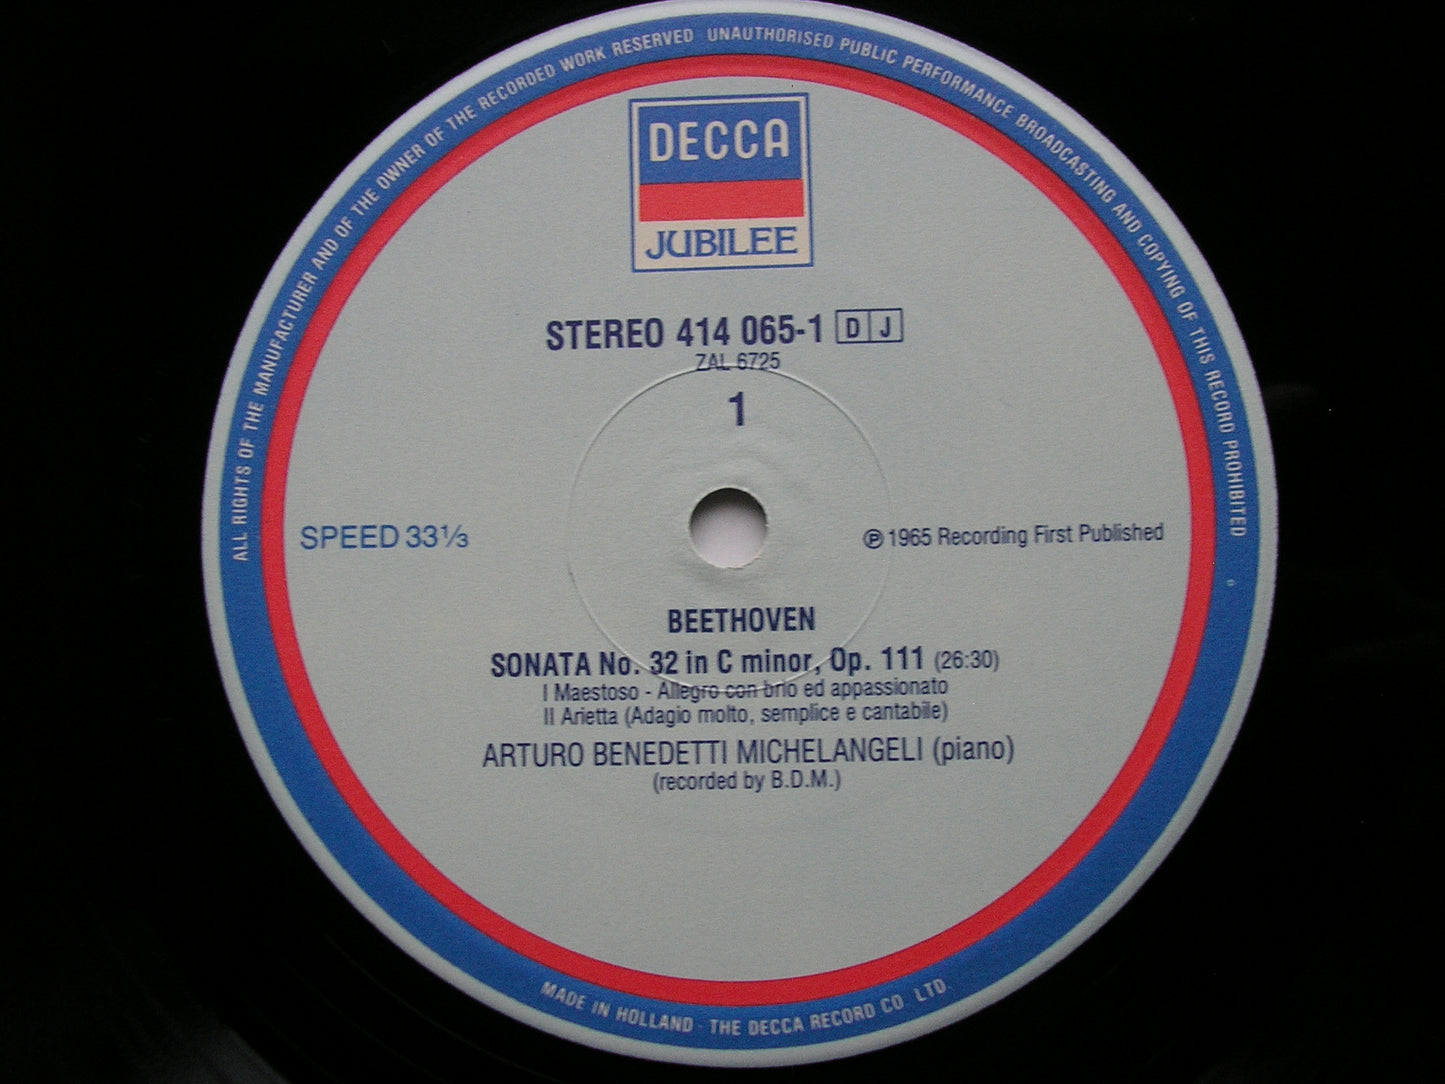 ALL RIGHTS OF THE MANUFACTURER AND OF THE OWNER OF THE RECORDED WORK RESERVED UNAUTHORISED PUBLIC PERFORMANCE BROADCASTING AND COPYING OF THIS RECORD PROHIBITED
DECCA
JUBILEE
STEREO 414 065-1 D J
ZAL 6725
1
SPEED 33⅓
℗ 1965 Recording First Published
BEETHOVEN
SONATA No. 32 in C minor, Op. 111 (26:30)
I Maestoso - Allegro con brio ed appassionato
II Arietta (Adagio molto, semplice e cantabile)
ARTURO BENEDETTI MICHELANGELI (piano)
(recorded by B.D.M.)
MADE IN HOLLAND · THE DECCA RECORD CO. LTD.